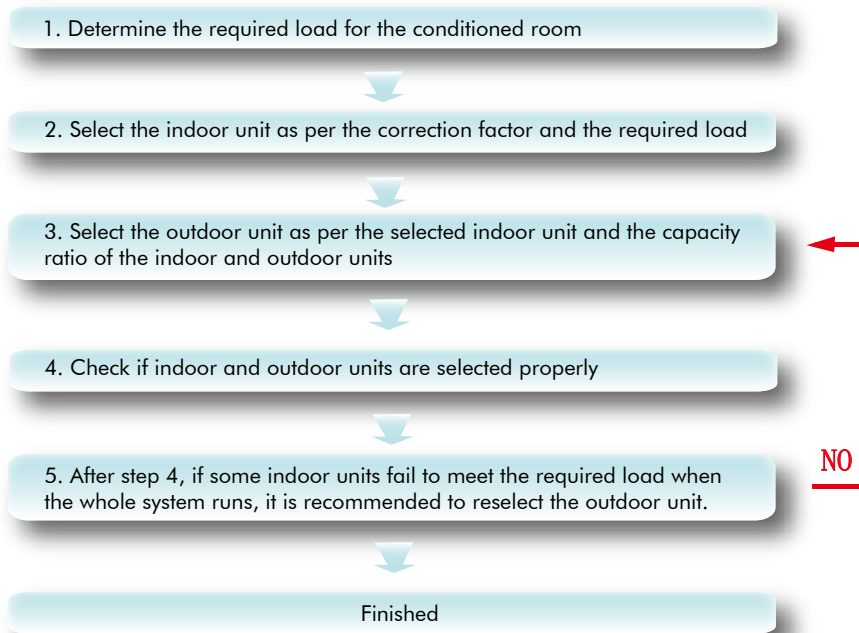 1. Determine the required load for the conditioned room
2. Select the indoor unit as per the correction factor and the required load
3. Select the outdoor unit as per the selected indoor unit and the capacity
ratio of the indoor and outdoor units
4. Check if indoor and outdoor units are selected properly
NO
5. After step 4, if some indoor units fail to meet the required load when
the whole system runs, it is recommended to reselect the outdoor unit.
Finished